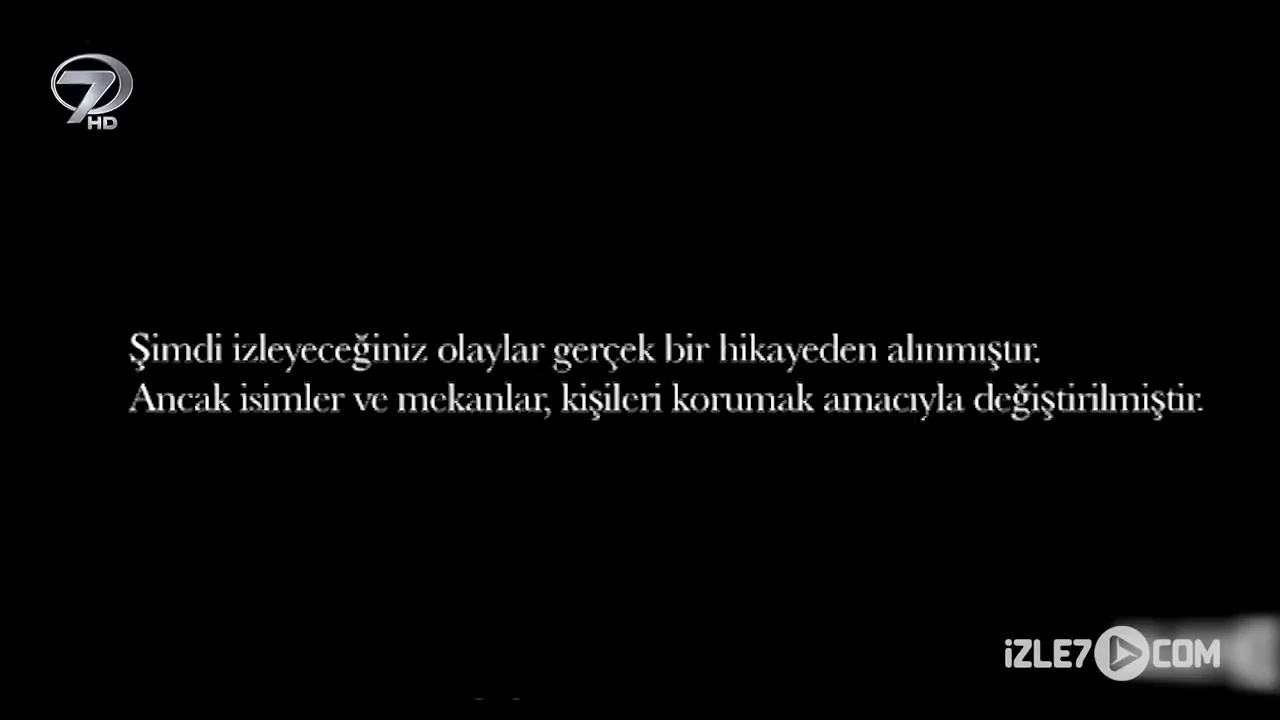 7
HD
Şimdi izleyeceğiniz olaylar gerçek bir hikayeden alınmıştır.
Ancak isimler ve mekanlar, kişileri korumak amacıyla değiştirilmiştir.
iZLE7 COM